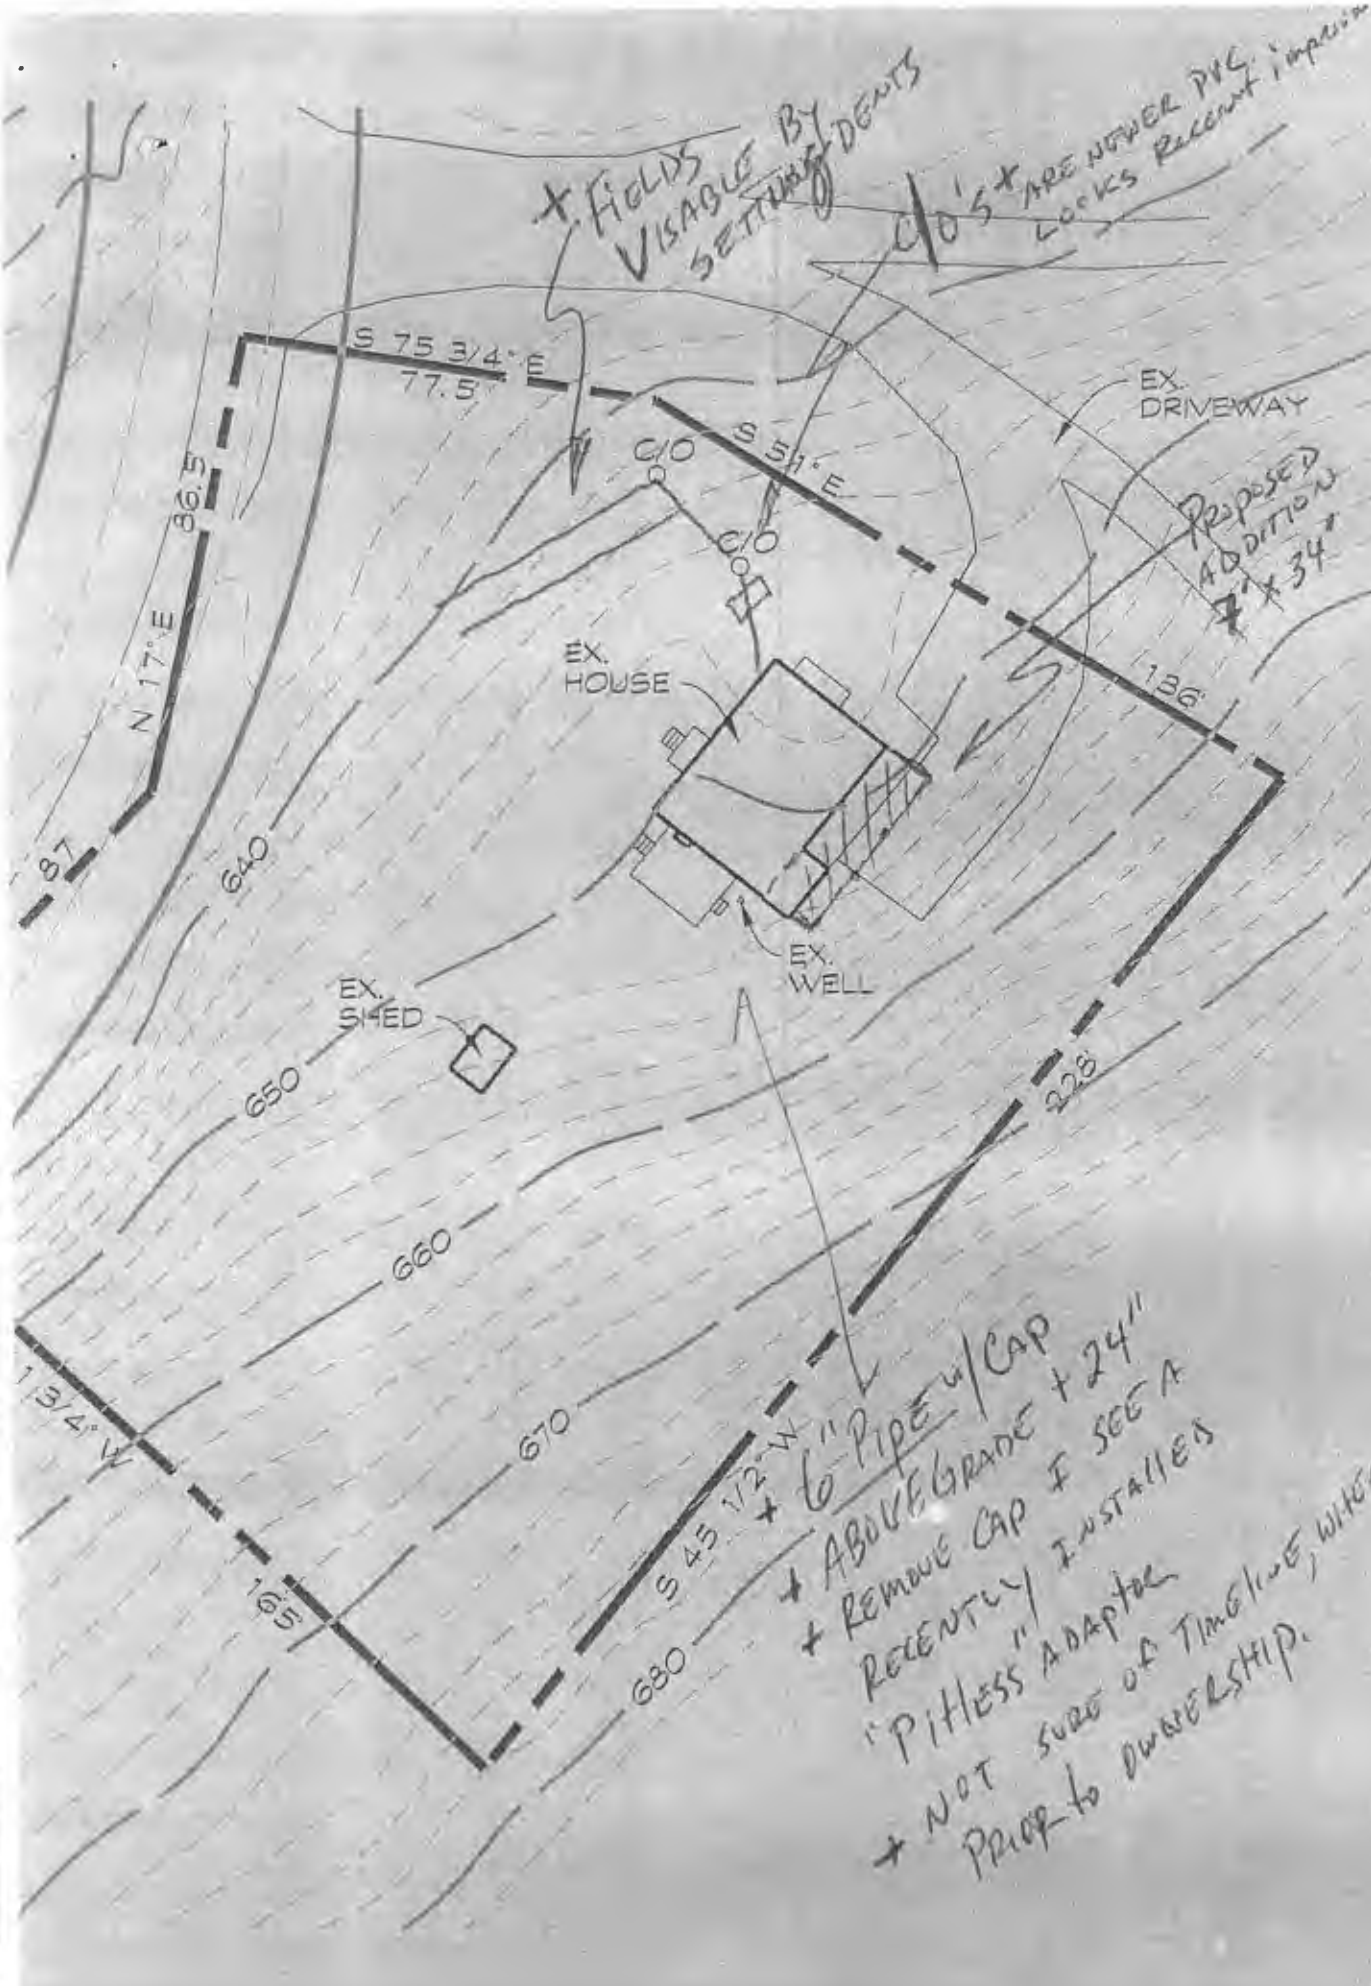 + FIELDS
VISABLE BY
SETTLING DENTS
C/O'S + ARE NEWER PVC.
LOOKS RECENT
S 75 3/4° E
77.5
EX.
DRIVEWAY
C/O
S 51° E
86.5
PROPOSED
ADDITION
7' X 34'
C/O
N 17° E
EX.
HOUSE
136'
87
640
EX.
WELL
EX.
SHED
650
228'
660
1 3/4° W
670
165'
S 45 1/2° W
680
+ 6" PIPE w/ CAP
+ ABOVE GRADE + 24"
+ REMOVE CAP I SEE A
RECENTLY INSTALLED
"PITLESS" ADAPTOR
+ NOT SURE OF TIMELINE,
PRIOR to OWNERSHIP.